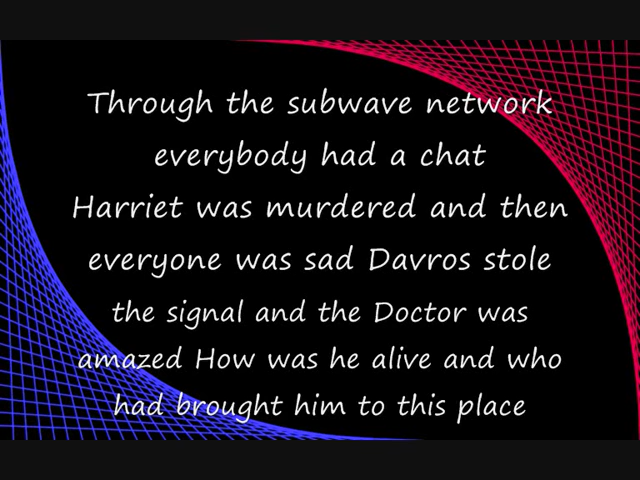 Through the subwave network
everybody had a chat
Harriet was murdered and then
everyone was sad Davros stole
the signal and the Doctor was
amazed How was he alive and who
had brought him to this place